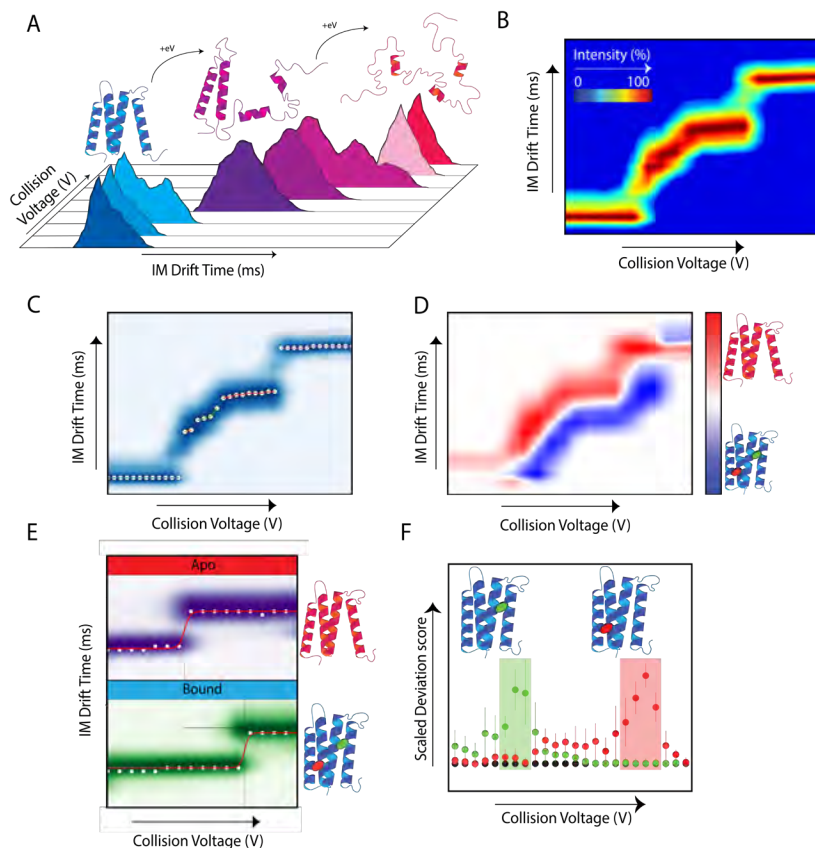 A
+eV
+eV
Collision
Voltage (V)
IM Drift Time (ms)
B
Intensity (%)
0
100
IM Drift Time (ms)
Collision Voltage (V)
C
IM Drift Time (ms)
Collision Voltage (V)
D
IM Drift Time (ms)
Collision Voltage (V)
E
Apo
Bound
IM Drift Time (ms)
Collision Voltage (V)
F
Scaled Deviation score
Collision Voltage (V)